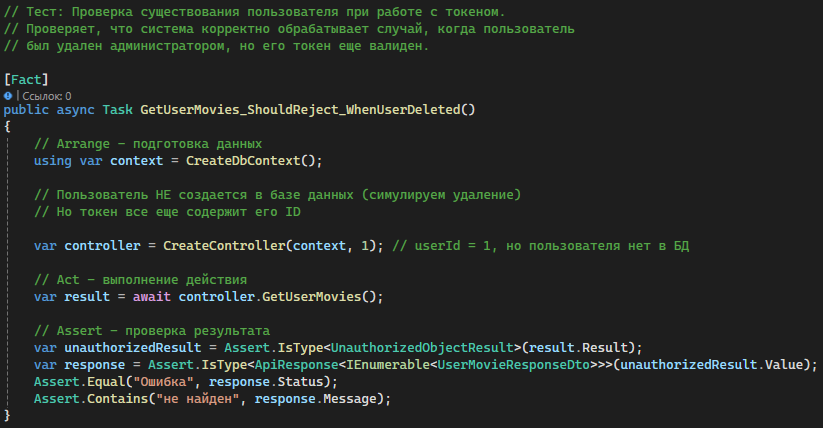 // Тест: Проверка существования пользователя при работе с токеном.
// Проверяет, что система корректно обрабатывает случай, когда пользователь
// был удален администратором, но его токен еще валиден.
[Fact]
| Ссылок: 0
public async Task GetUserMovies_ShouldReject_WhenUserDeleted()
{
// Arrange – подготовка данных
using var context = CreateDbContext();
// Пользователь НЕ создается в базе данных (симулируем удаление)
// Но токен все еще содержит его ID
var controller = CreateController(context, 1); // userId = 1, но пользователя нет в БД
// Act – выполнение действия
var result = await controller.GetUserMovies();
// Assert – проверка результата
var unauthorizedResult = Assert.IsType<UnauthorizedObjectResult>(result.Result);
var response = Assert.IsType<ApiResponse<IEnumerable<UserMovieResponseDto>>>(unauthorizedResult.Value);
Assert.Equal("Ошибка", response.Status);
Assert.Contains("не найден", response.Message);
}